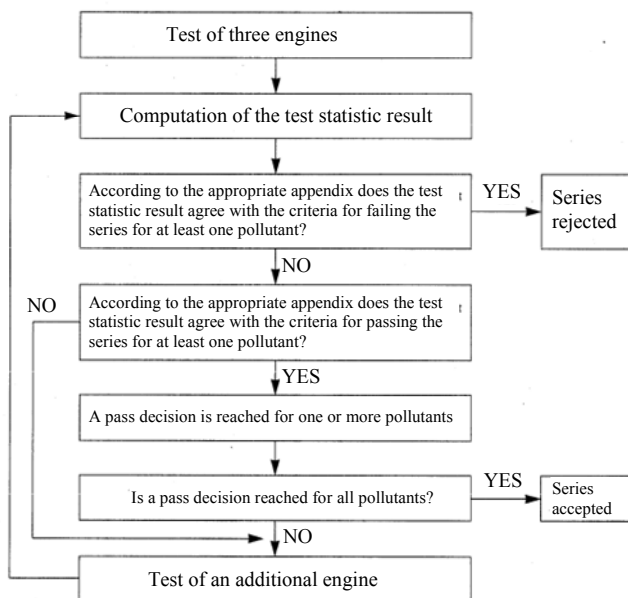 Test of three engines
Computation of the test statistic result
According to the appropriate appendix does the test
statistic result agree with the criteria for failing the
series for at least one pollutant?
YES
Series
rejected
NO
NO
According to the appropriate appendix does the test
statistic result agree with the criteria for passing the
series for at least one pollutant?
YES
A pass decision is reached for one or more pollutants
Is a pass decision reached for all pollutants?
YES
Series
accepted
NO
Test of an additional engine